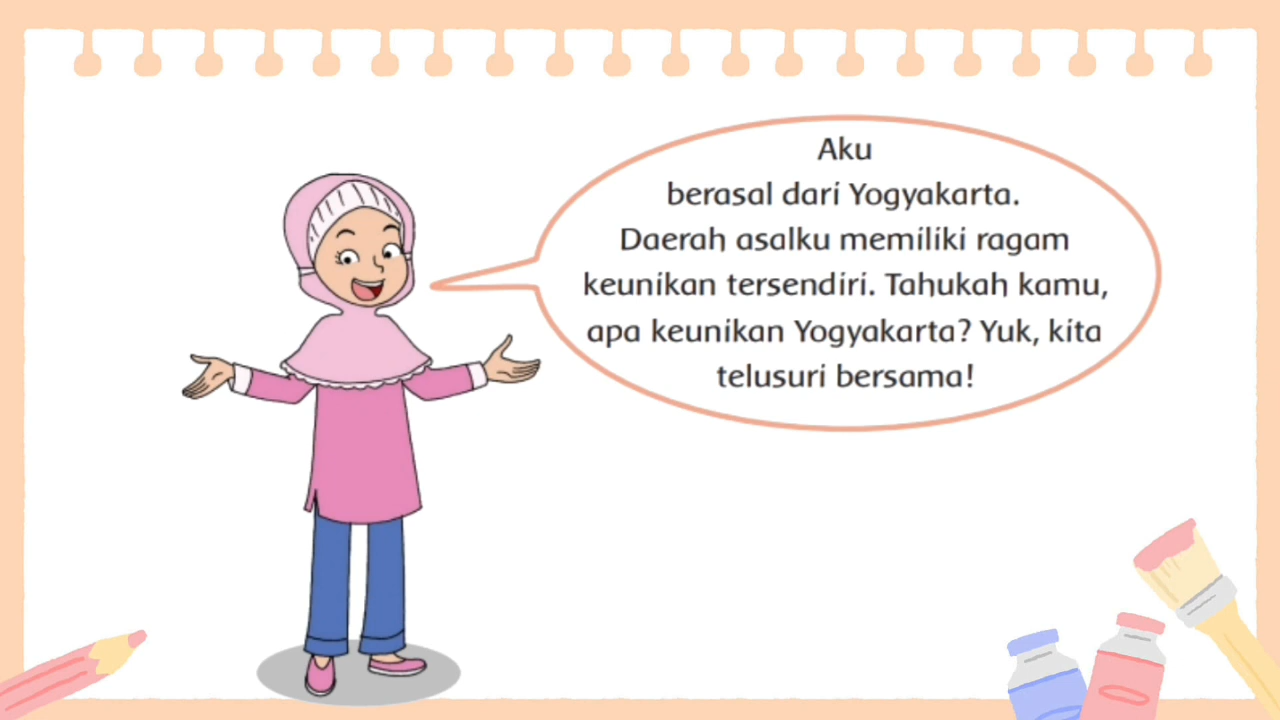 Aku
berasal dari Yogyakarta.
Daerah asalku memiliki ragam
keunikan tersendiri. Tahukah kamu,
apa keunikan Yogyakarta? Yuk, kita
telusuri bersama!